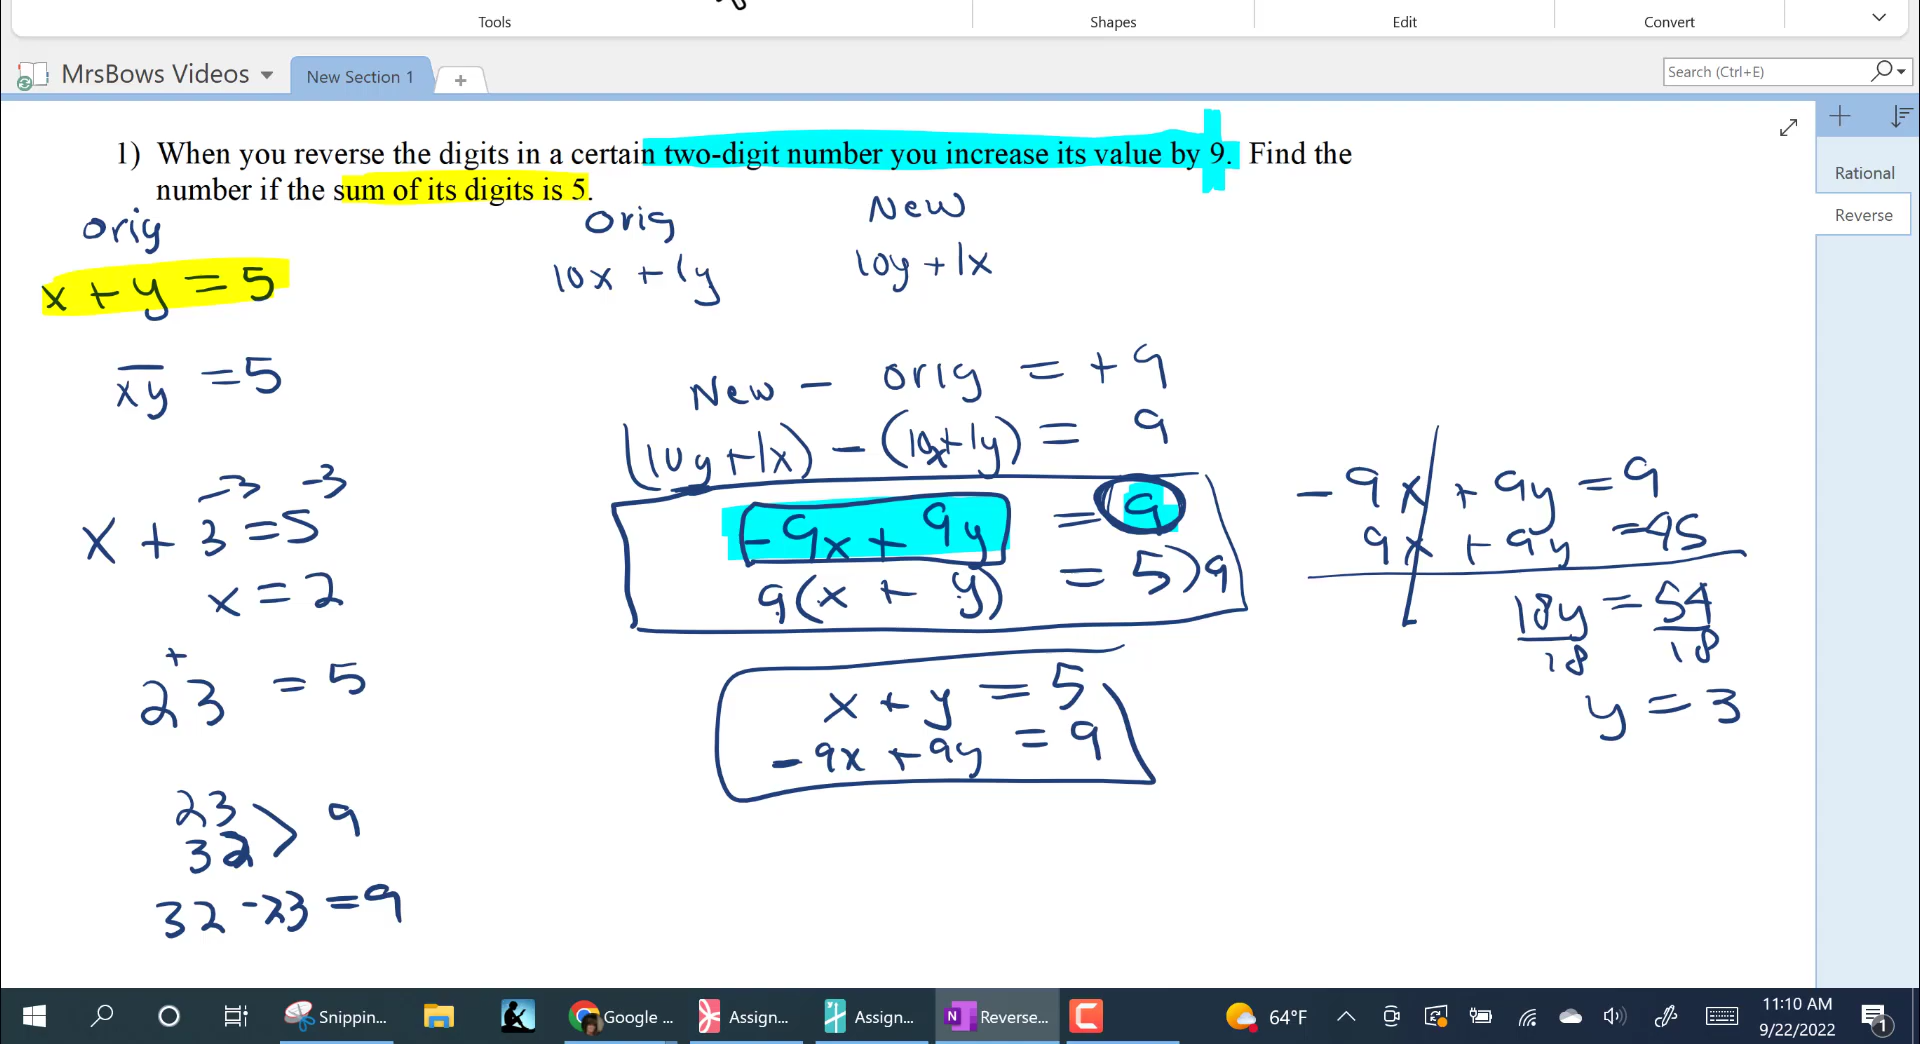 Tools Shapes Edit Convert
MrsBows Videos New Section 1 + Search (Ctrl+E)
1) When you reverse the digits in a certain two-digit number you increase its value by 9. Find the
number if the sum of its digits is 5.
Rational
Reverse
orig
x + y = 5
xy = 5
-3 -3
x + 3 = 5
x = 2
+
23 = 5
23
32 > 9
32 - 23 = 9
orig
10x + 1y
New
10y + 1x
New - orig = + 9
(10y + 1x) - (10x + 1y) = 9
-9x + 9y = 9
9(x + y) = 5)9
x + y = 5
-9x + 9y = 9
-9x + 9y = 9
9x + 9y = 45
18y = 54
18 18
y = 3
Snippin... Google ... Assign... Assign... N Reverse... 64°F 11:10 AM
9/22/2022
1